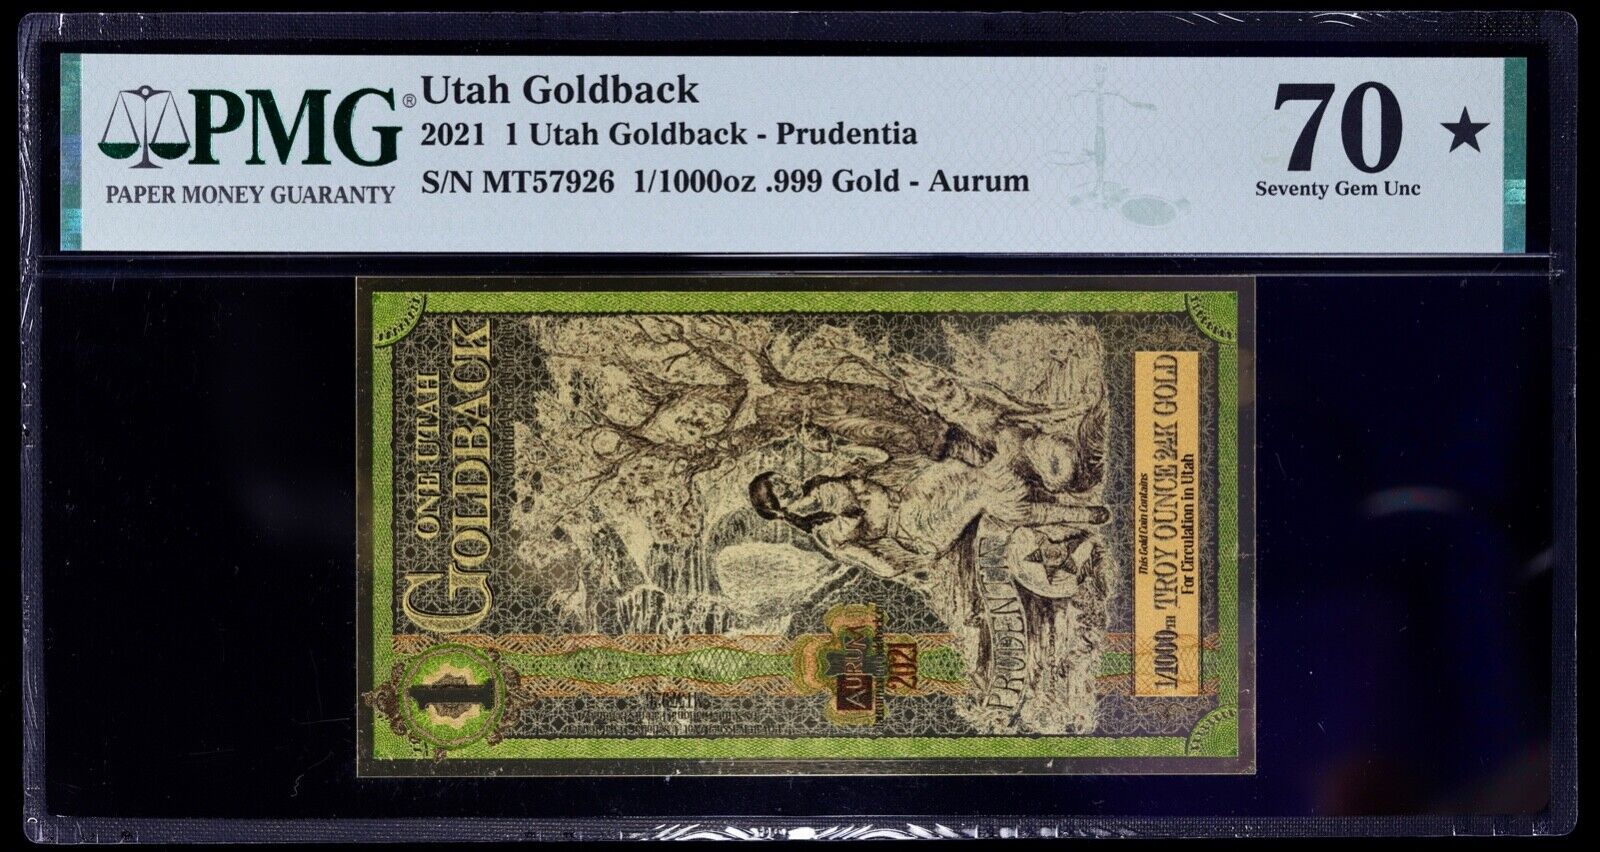 PMG®
PAPER MONEY GUARANTY
Utah Goldback
2021 1 Utah Goldback - Prudentia
S/N MT57926 1/1000oz .999 Gold - Aurum
70 ★
Seventy Gem Unc
ONE UTAH
GOLDBACK
1
AURUM
2021
This Gold Coin Contains
1/1000TH TROY OUNCE 24K GOLD
For Circulation in Utah